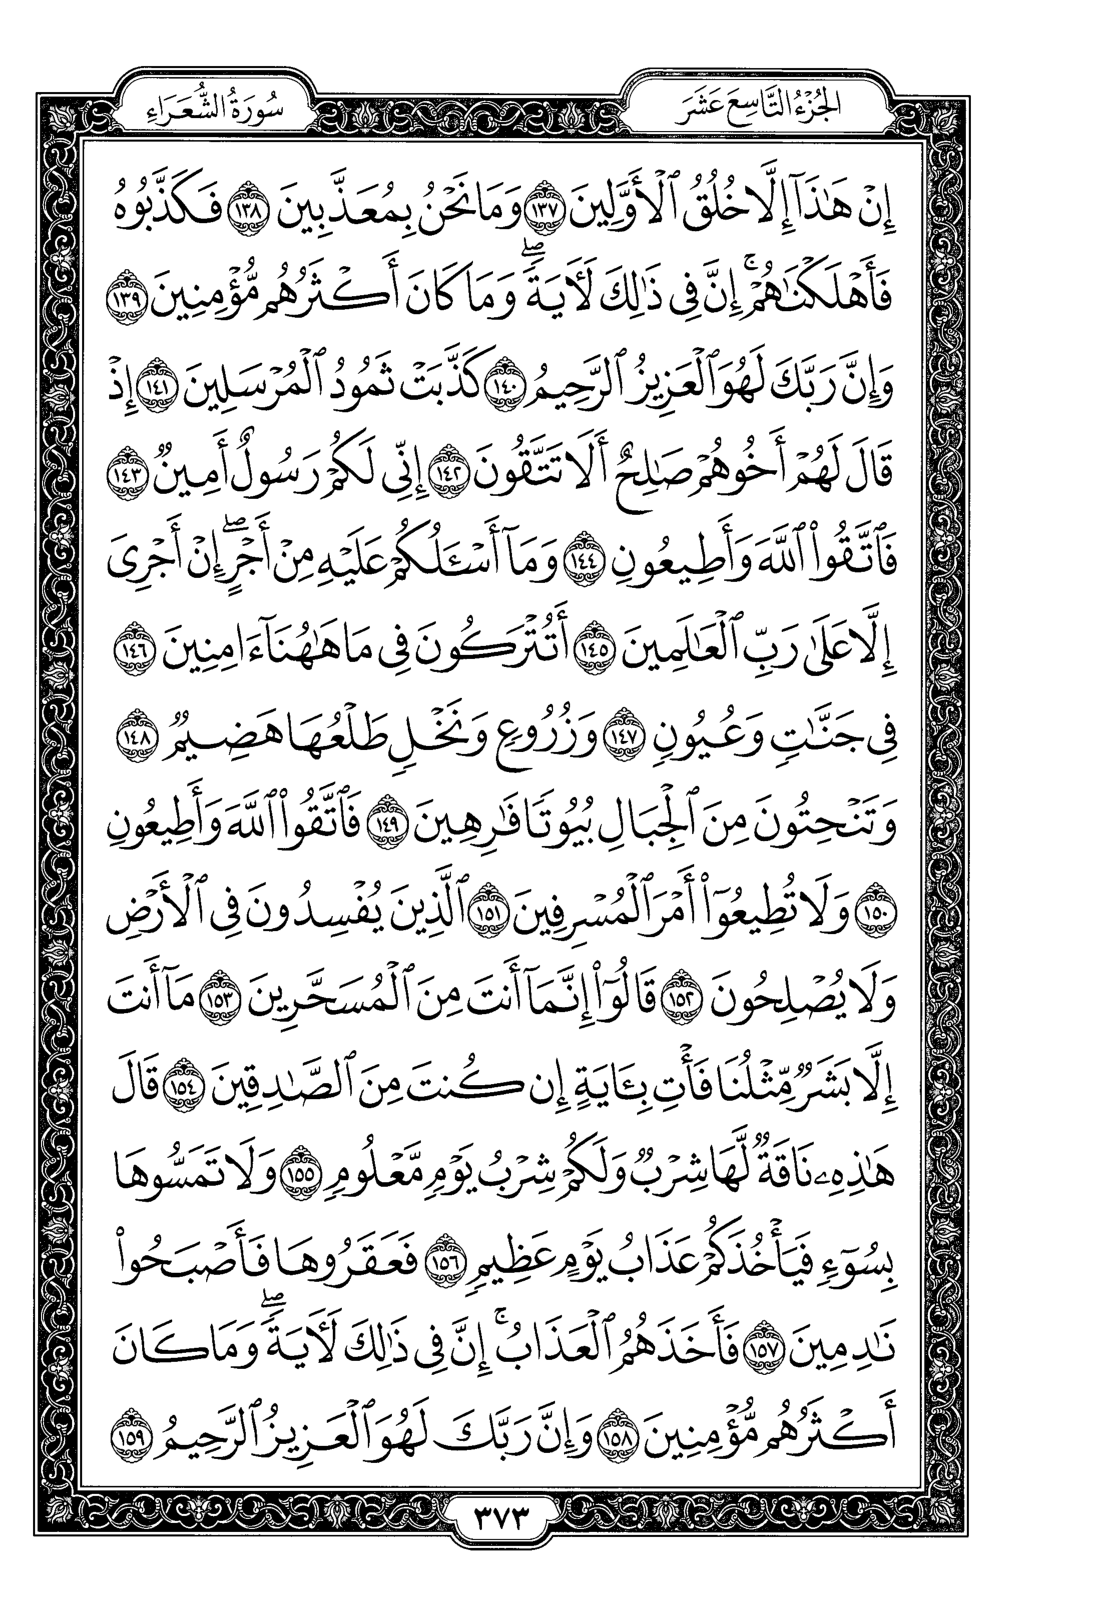 الجُزْءُ التَّاسِعَ عَشَرَ
سُورَةُ الشُّعَرَاءِ
إِنْ هَٰذَآ إِلَّا خُلُقُ ٱلْأَوَّلِينَ ١٣٧ وَمَا نَحْنُ بِمُعَذَّبِينَ ١٣٨ فَكَذَّبُوهُ
فَأَهْلَكْنَٰهُمْ ۚ إِنَّ فِى ذَٰلِكَ لَءَايَةً ۖ وَمَا كَانَ أَكْثَرُهُم مُّؤْمِنِينَ ١٣٩
وَإِنَّ رَبَّكَ لَهُوَ ٱلْعَزِيزُ ٱلرَّحِيمُ ١٤٠ كَذَّبَتْ ثَمُودُ ٱلْمُرْسَلِينَ ١٤١ إِذْ
قَالَ لَهُمْ أَخُوهُمْ صَٰلِحٌ أَلَا تَتَّقُونَ ١٤٢ إِنِّى لَكُمْ رَسُولٌ أَمِينٌ ١٤٣
فَٱتَّقُوا۟ ٱللَّهَ وَأَطِيعُونِ ١٤٤ وَمَآ أَسْـَٔلُكُمْ عَلَيْهِ مِنْ أَجْرٍ ۖ إِنْ أَجْرِىَ
إِلَّا عَلَىٰ رَبِّ ٱلْعَٰلَمِينَ ١٤٥ أَتُتْرَكُونَ فِى مَا هَٰهُنَآ ءَامِنِينَ ١٤٦
فِى جَنَّٰتٍ وَعُيُونٍ ١٤٧ وَزُرُوعٍ وَنَخْلٍ طَلْعُهَا هَضِيمٌ ١٤٨
وَتَنْحِتُونَ مِنَ ٱلْجِبَالِ بُيُوتًا فَٰرِهِينَ ١٤٩ فَٱتَّقُوا۟ ٱللَّهَ وَأَطِيعُونِ
١٥٠ وَلَا تُطِيعُوٓا۟ أَمْرَ ٱلْمُسْرِفِينَ ١٥١ ٱلَّذِينَ يُفْسِدُونَ فِى ٱلْأَرْضِ
وَلَا يُصْلِحُونَ ١٥٢ قَالُوٓا۟ إِنَّمَآ أَنتَ مِنَ ٱلْمُسَحَّرِينَ ١٥٣ مَآ أَنتَ
إِلَّا بَشَرٌ مِّثْلُنَا فَأْتِ بِـَٔايَةٍ إِن كُنتَ مِنَ ٱلصَّٰدِقِينَ ١٥٤ قَالَ
هَٰذِهِۦ نَاقَةٌ لَّهَا شِرْبٌ وَلَكُمْ شِرْبُ يَوْمٍ مَّعْلُومٍ ١٥٥ وَلَا تَمَسُّوهَا
بِسُوٓءٍ فَيَأْخُذَكُمْ عَذَابُ يَوْمٍ عَظِيمٍ ١٥٦ فَعَقَرُوهَا فَأَصْبَحُوا۟
نَٰدِمِينَ ١٥٧ فَأَخَذَهُمُ ٱلْعَذَابُ ۚ إِنَّ فِى ذَٰلِكَ لَءَايَةً ۖ وَمَا كَانَ
أَكْثَرُهُم مُّؤْمِنِينَ ١٥٨ وَإِنَّ رَبَّكَ لَهُوَ ٱلْعَزِيزُ ٱلرَّحِيمُ ١٥٩
٣٧٣